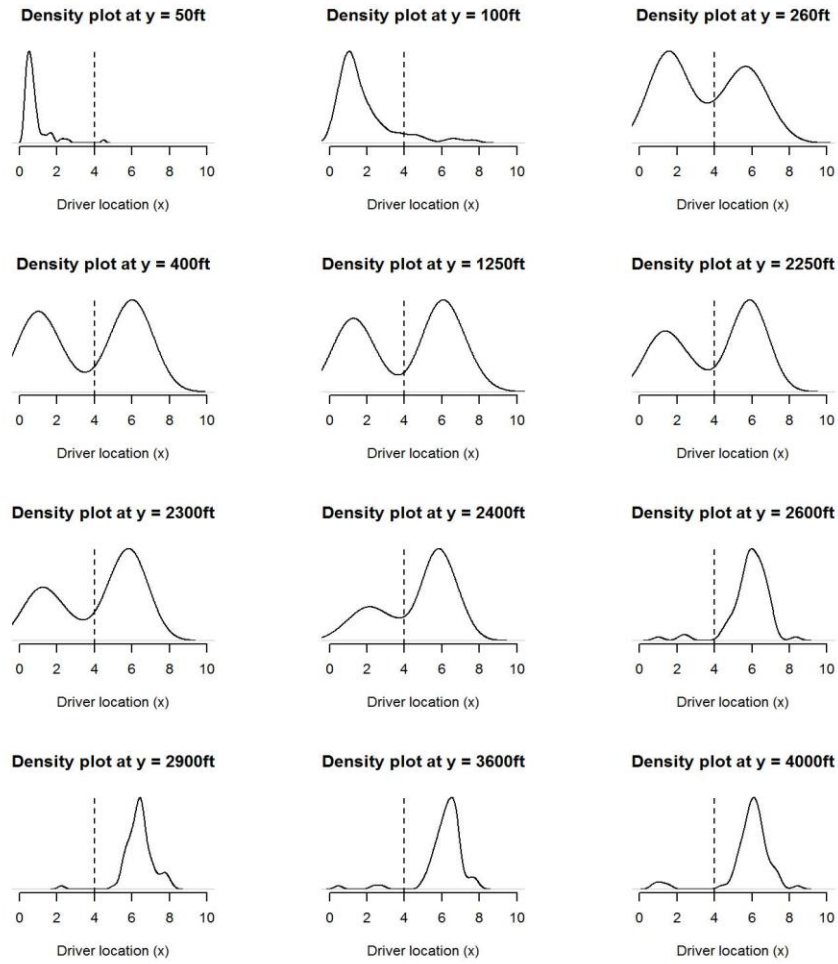 Density plot at y = 50ft
Density plot at y = 100ft
Density plot at y = 260ft
0 2 4 6 8 10
0 2 4 6 8 10
0 2 4 6 8 10
Driver location (x)
Driver location (x)
Driver location (x)
Density plot at y = 400ft
Density plot at y = 1250ft
Density plot at y = 2250ft
0 2 4 6 8 10
0 2 4 6 8 10
0 2 4 6 8 10
Driver location (x)
Driver location (x)
Driver location (x)
Density plot at y = 2300ft
Density plot at y = 2400ft
Density plot at y = 2600ft
0 2 4 6 8 10
0 2 4 6 8 10
0 2 4 6 8 10
Driver location (x)
Driver location (x)
Driver location (x)
Density plot at y = 2900ft
Density plot at y = 3600ft
Density plot at y = 4000ft
0 2 4 6 8 10
0 2 4 6 8 10
0 2 4 6 8 10
Driver location (x)
Driver location (x)
Driver location (x)